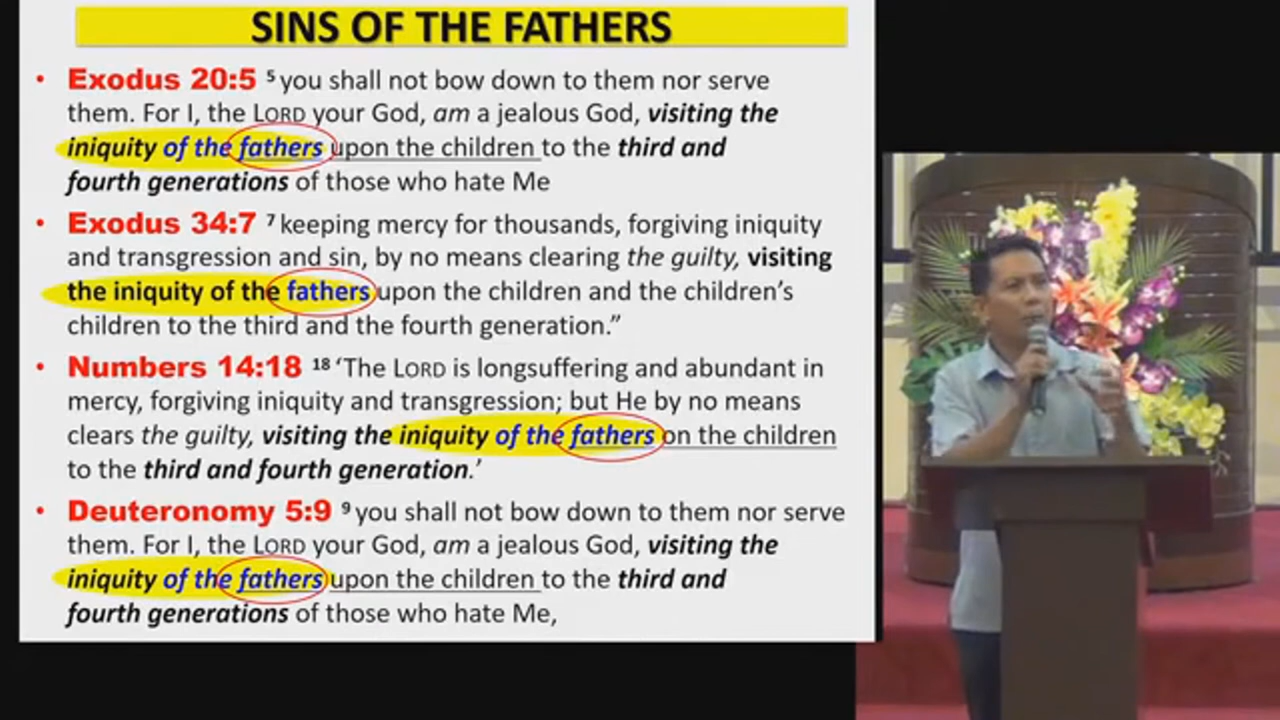 SINS OF THE FATHERS
• Exodus 20:5 ⁵ you shall not bow down to them nor serve
them. For I, the LORD your God, am a jealous God, visiting the
iniquity of the fathers upon the children to the third and
fourth generations of those who hate Me
• Exodus 34:7 ⁷ keeping mercy for thousands, forgiving iniquity
and transgression and sin, by no means clearing the guilty, visiting
the iniquity of the fathers upon the children and the children’s
children to the third and the fourth generation.”
• Numbers 14:18 ¹⁸ ‘The LORD is longsuffering and abundant in
mercy, forgiving iniquity and transgression; but He by no means
clears the guilty, visiting the iniquity of the fathers on the children
to the third and fourth generation.’
• Deuteronomy 5:9 ⁹ you shall not bow down to them nor serve
them. For I, the LORD your God, am a jealous God, visiting the
iniquity of the fathers upon the children to the third and
fourth generations of those who hate Me,